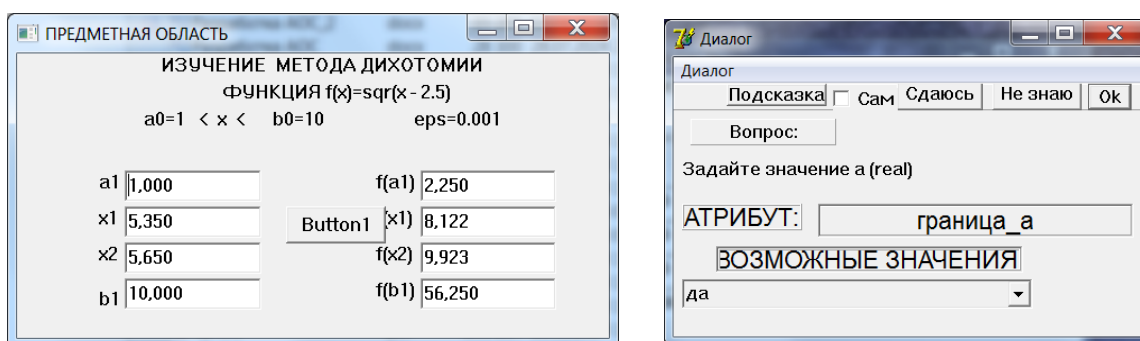 ПРЕДМЕТНАЯ ОБЛАСТЬ
ИЗУЧЕНИЕ МЕТОДА ДИХОТОМИИ
ФУНКЦИЯ f(x)=sqr(x - 2.5)
a0=1 < x < b0=10 eps=0.001
a1 1,000 f(a1) 2,250
x1 5,350 Button1 (x1) 8,122
x2 5,650 f(x2) 9,923
b1 10,000 f(b1) 56,250
Диалог
Диалог
Подсказка Сам Сдаюсь Не знаю Ok
Вопрос:
Задайте значение a (real)
АТРИБУТ: граница_a
ВОЗМОЖНЫЕ ЗНАЧЕНИЯ
да